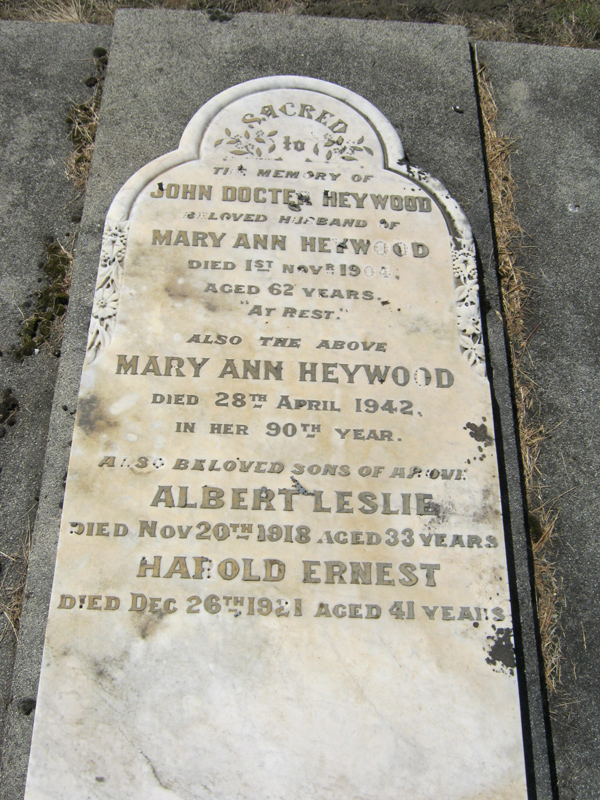 SACRED
to
THE MEMORY OF
JOHN DOCTER HEYWOOD
BELOVED HUSBAND OF
MARY ANN HEYWOOD
DIED 1ST NOVR 1904,
AGED 62 YEARS.
"AT REST."
ALSO THE ABOVE
MARY ANN HEYWOOD
DIED 28TH APRIL 1942,
IN HER 90TH YEAR.
ALSO BELOVED SONS OF ABOVE
ALBERT LESLIE
DIED NOV 20TH 1918 AGED 33 YEARS
HAROLD ERNEST
DIED DEC 26TH 1921 AGED 41 YEARS